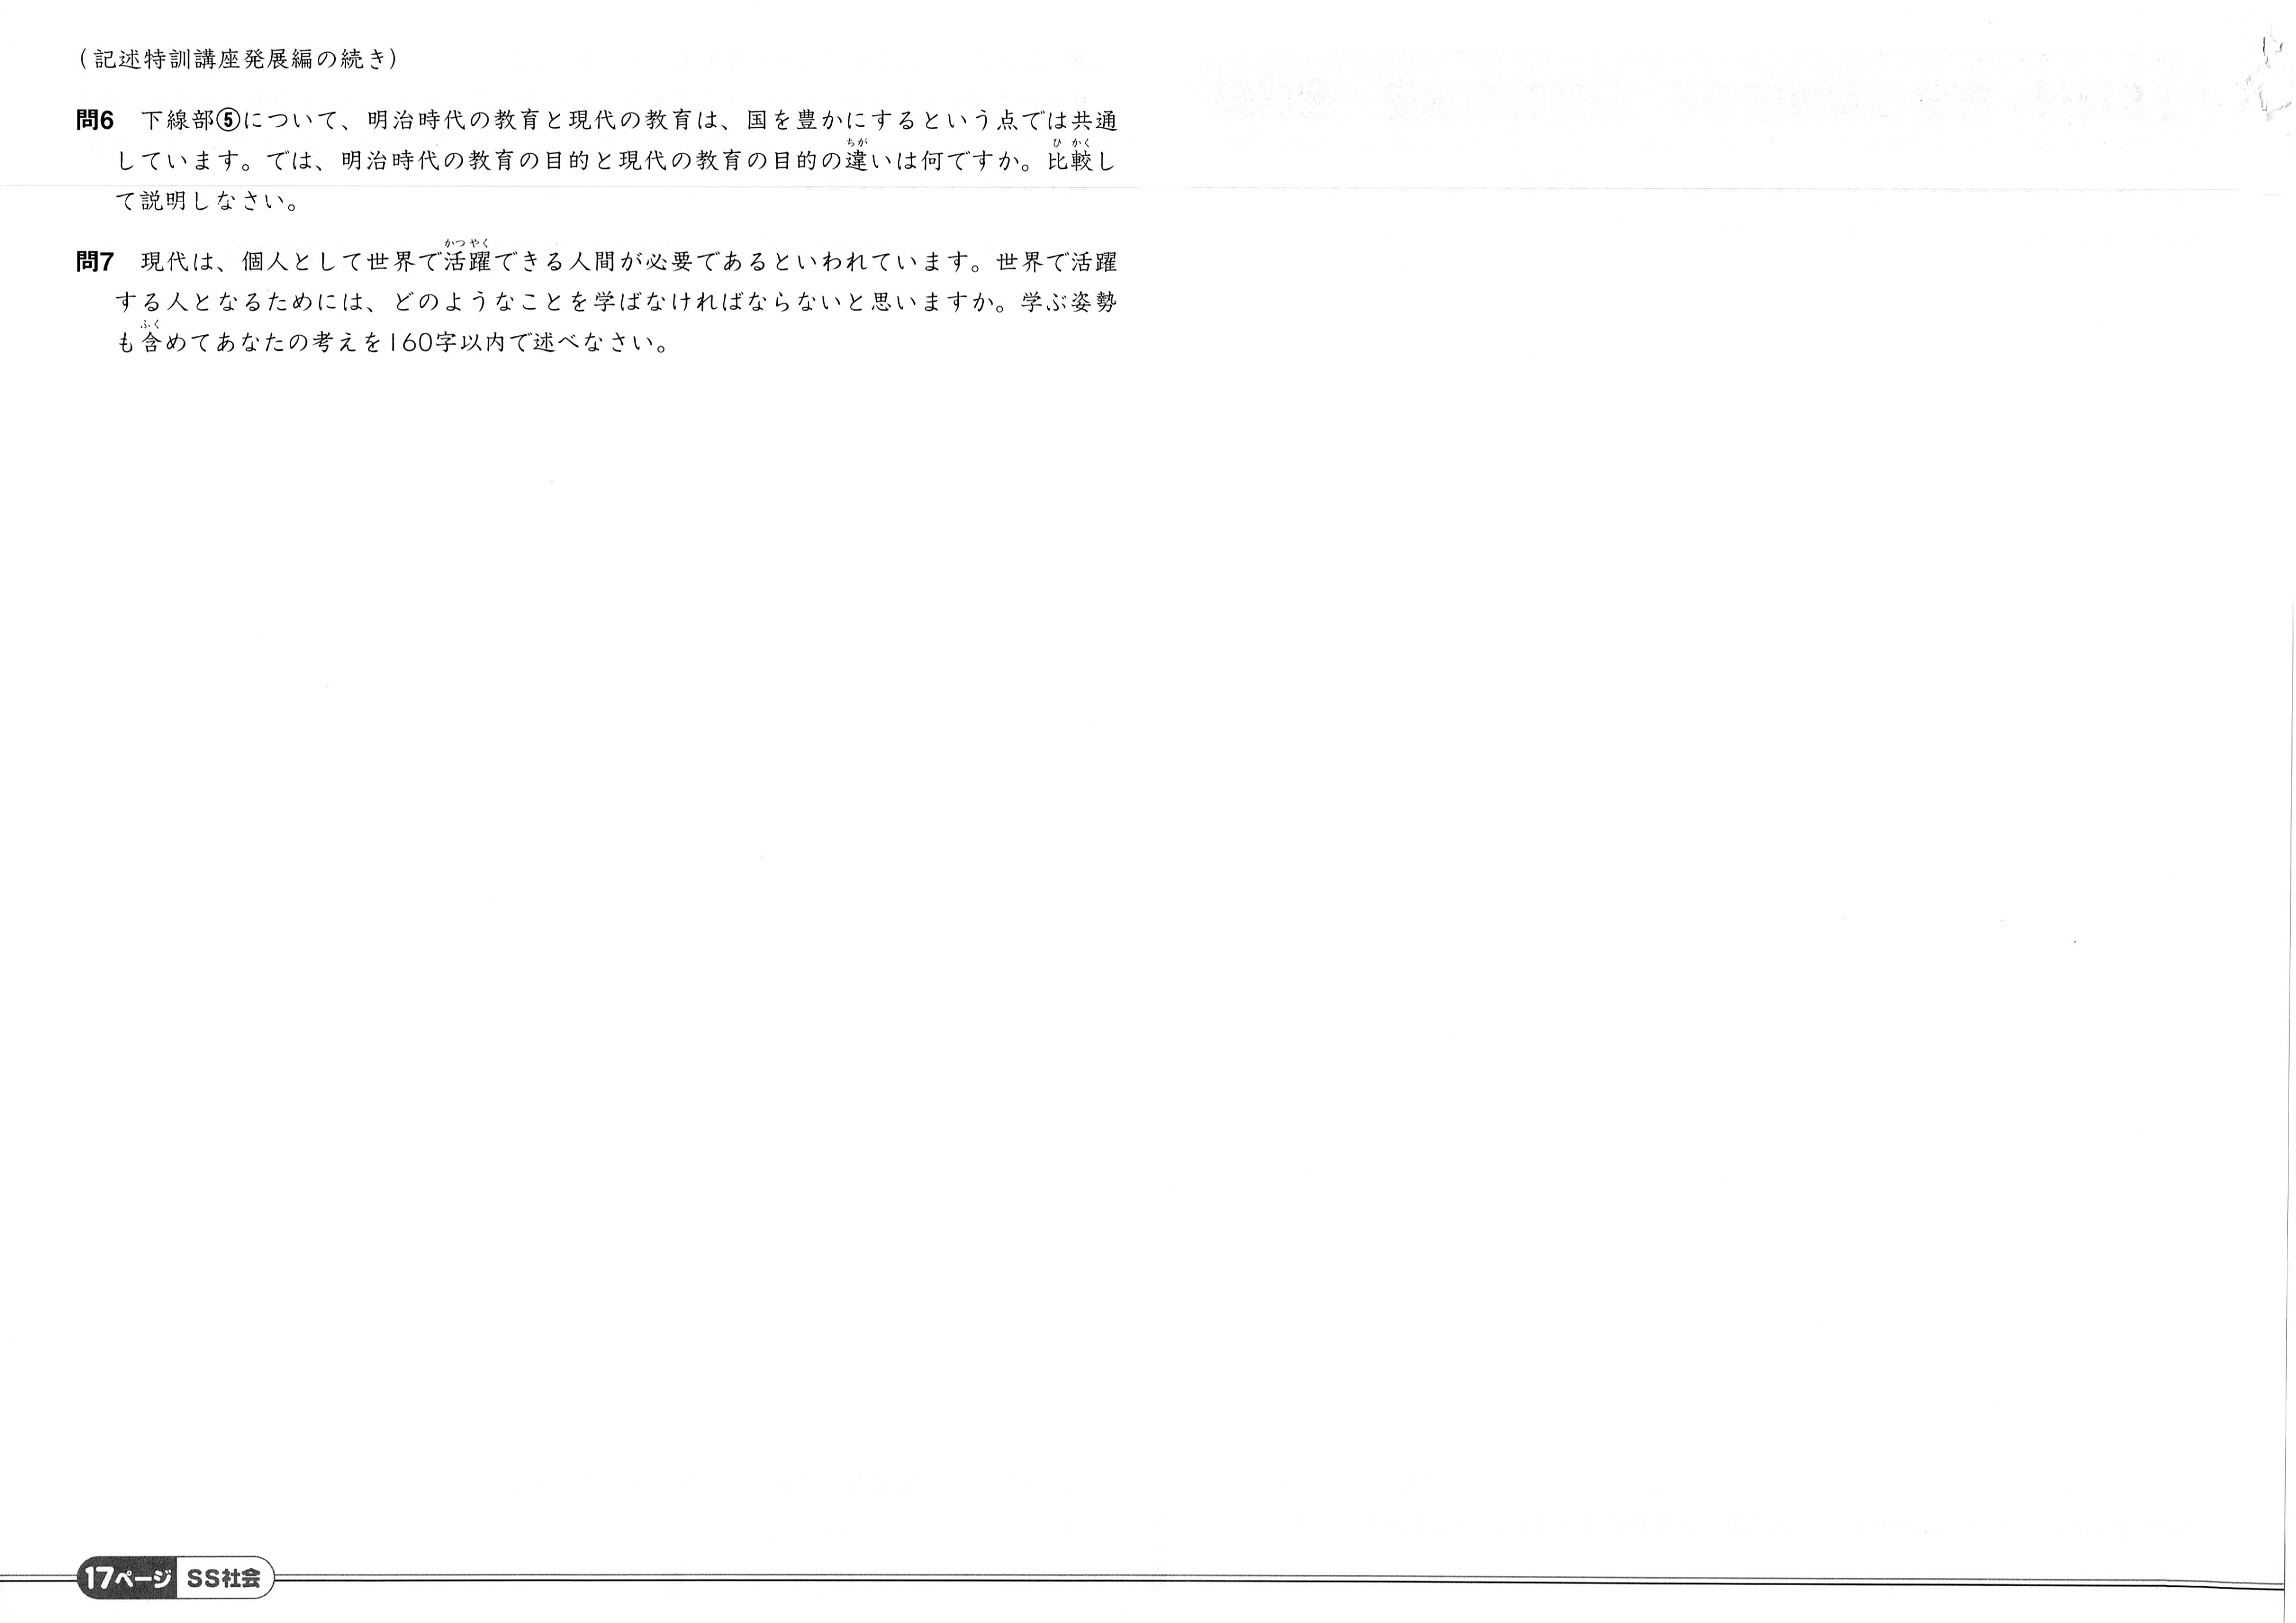 (記述特訓講座発展編の続き)
問6 下線部⑤について、明治時代の教育と現代の教育は、国を豊かにするという点では共通
しています。では、明治時代の教育の目的と現代の教育の目的の違いは何ですか。比較し
て説明しなさい。
問7 現代は、個人として世界で活躍できる人間が必要であるといわれています。世界で活躍
する人となるためには、どのようなことを学ばなければならないと思いますか。学ぶ姿勢
も含めてあなたの考えを160字以内で述べなさい。
17ページ SS社会